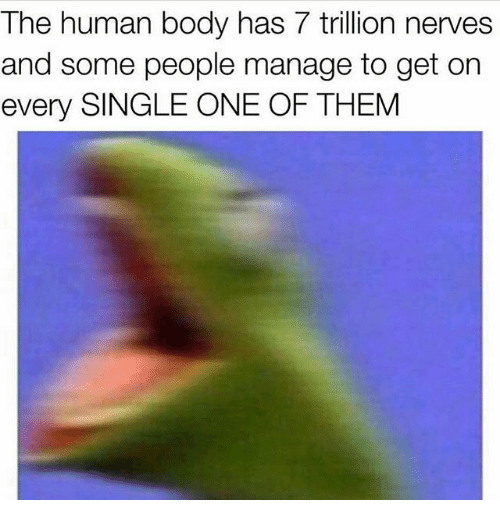 The human body has 7 trillion nerves
and some people manage to get on
every SINGLE ONE OF THEM